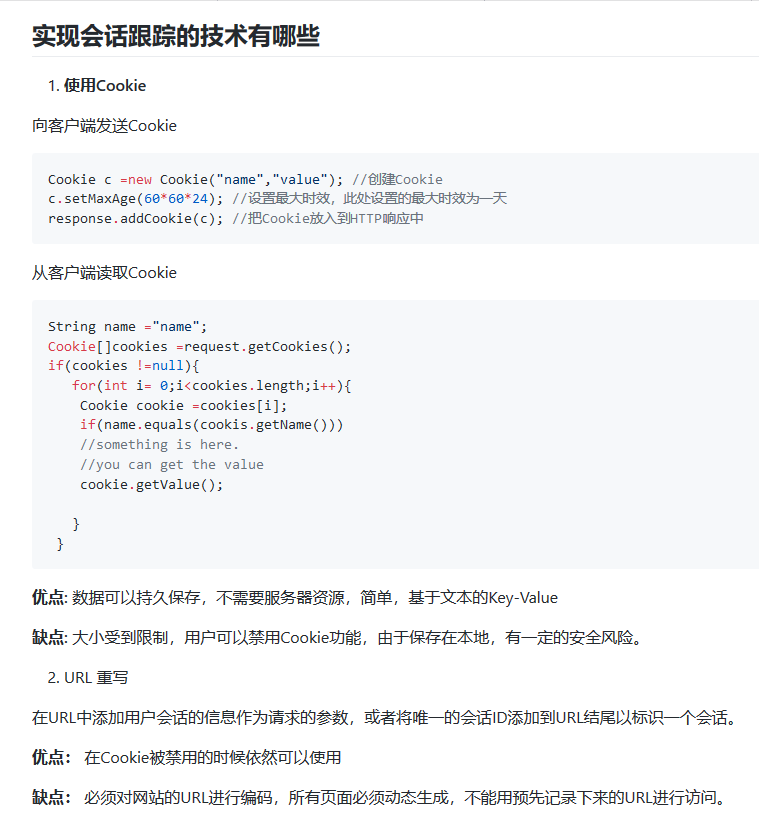 实现会话跟踪的技术有哪些
1. 使用Cookie
向客户端发送Cookie
Cookie c =new Cookie("name","value"); //创建Cookie
c.setMaxAge(60*60*24); //设置最大时效，此处设置的最大时效为一天
response.addCookie(c); //把Cookie放入到HTTP响应中
从客户端读取Cookie
String name ="name";
Cookie[]cookies =request.getCookies();
if(cookies !=null){
   for(int i= 0;i<cookies.length;i++){
    Cookie cookie =cookies[i];
    if(name.equals(cookis.getName()))
    //something is here.
    //you can get the value
    cookie.getValue();
   }
 }
优点: 数据可以持久保存，不需要服务器资源，简单，基于文本的Key-Value
缺点: 大小受到限制，用户可以禁用Cookie功能，由于保存在本地，有一定的安全风险。
2. URL 重写
在URL中添加用户会话的信息作为请求的参数，或者将唯一的会话ID添加到URL结尾以标识一个会话。
优点： 在Cookie被禁用的时候依然可以使用
缺点： 必须对网站的URL进行编码，所有页面必须动态生成，不能用预先记录下来的URL进行访问。